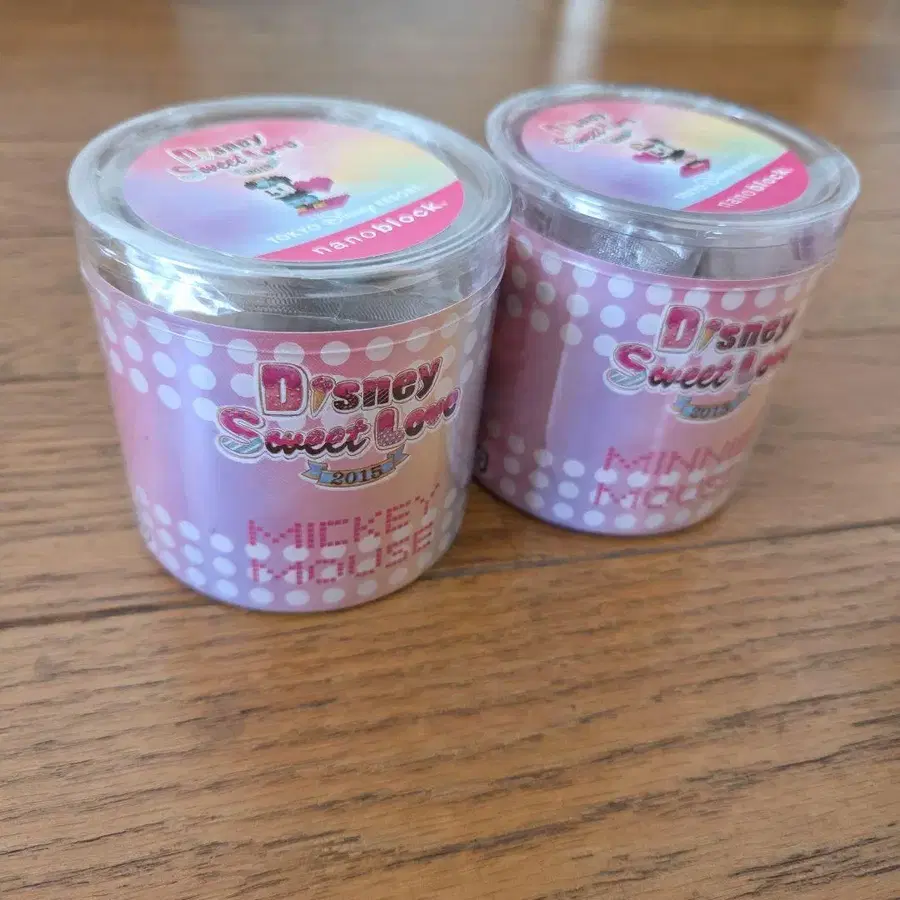 Disney
Sweet Love
TOKYO Disney RESORT
nanoblock
Disney
Sweet Love
2015
MICKEY
MOUSE
Disney
Sweet Love
nanoblock
Disney
Sweet Love
2015
MINNIE
MOUSE